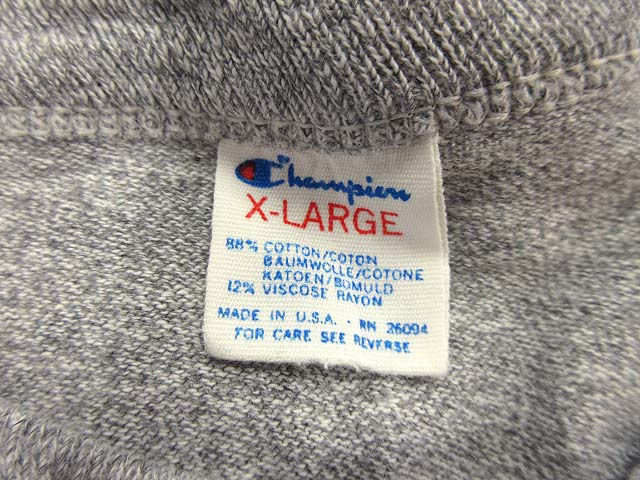 Champion
X-LARGE
88% COTTON/COTON
BAUMWOLLE/COTONE
KATOEN/BOMULD
12% VISCOSE RAYON
MADE IN U.S.A. - RN 26094
FOR CARE SEE REVERSE